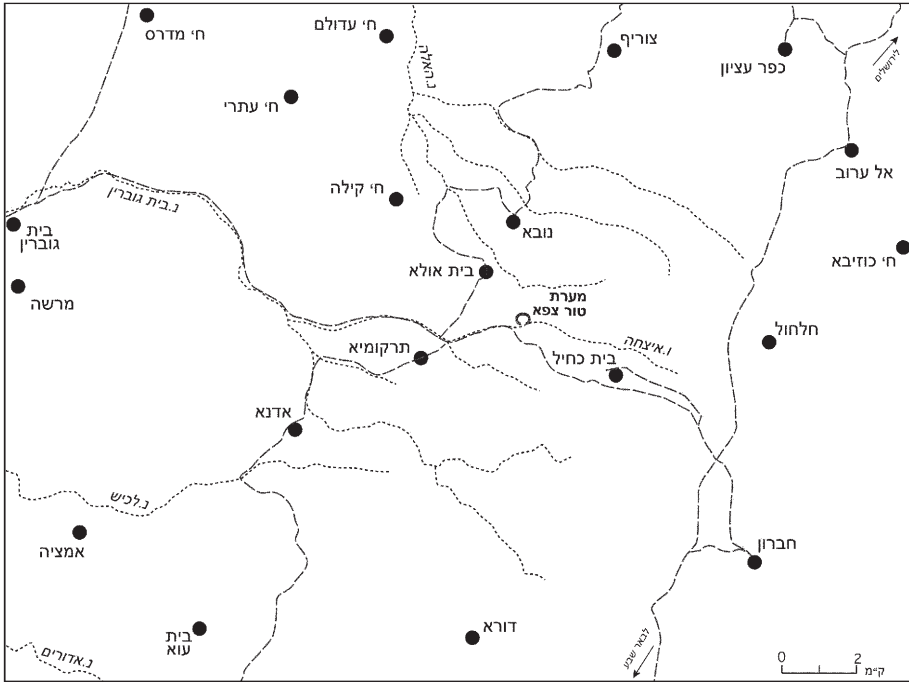 ח׳ מדרס
ח׳ עדולם
צוריף
כפר עציון
לירושלים
נ.האלה
ח׳ עתרי
אל ערוב
ח׳ קילה
נ.בית גוברין
נובא
בית
גוברין
ח׳ כוזיבא
בית אולא
מרשה
מערת
טור צפא
חלחול
ו.איצחה
תרקומיא
בית כחיל
אדנא
נ.לכיש
אמציה
חברון
דורא
בית
עוא
נ.אדוריים
לבאר שבע
0 2
ק״מ